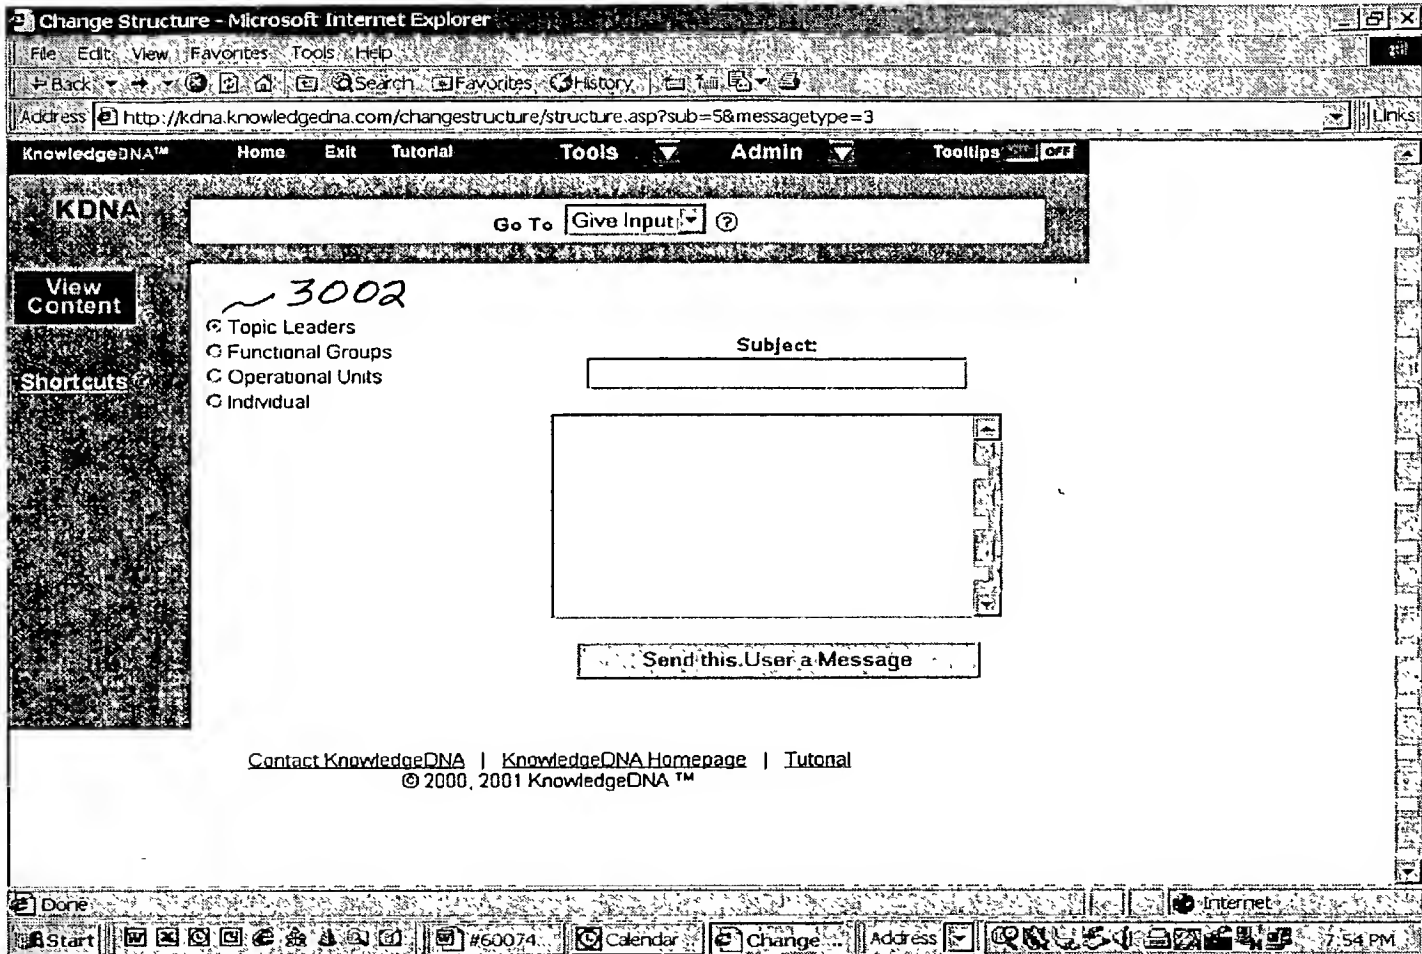 Change Structure - Microsoft Internet Explorer
File Edit View Favorites Tools Help
Back Search Favorites History
Address http://kdna.knowledgedna.com/changestructure/structure.asp?sub=5&messagetype=3 Links
KnowledgeDNA™ Home Exit Tutorial Tools Admin Tooltips OFF
KDNA
Go To Give Input ?
View
Content
3002
Topic Leaders
Functional Groups
Operational Units
Individual
Shortcuts
Subject:
Send this User a Message
Contact KnowledgeDNA | KnowledgeDNA Homepage | Tutorial
© 2000, 2001 KnowledgeDNA ™
Done Internet
Start #60074... Calendar Change ... Address 7:54 PM